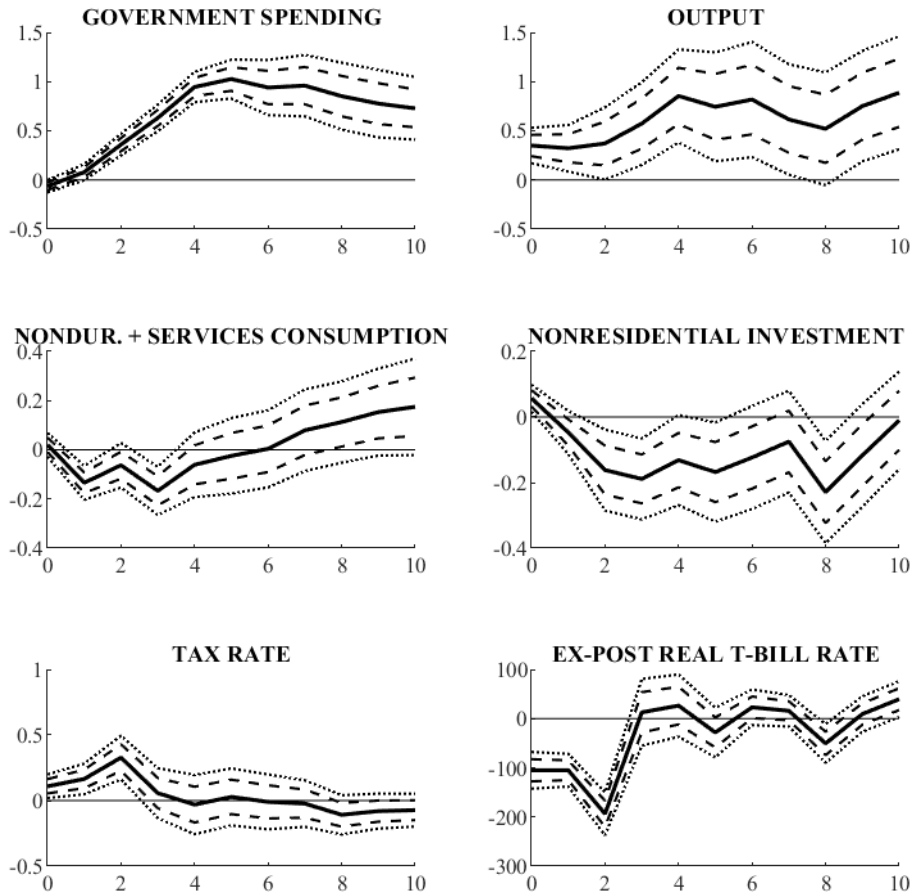 GOVERNMENT SPENDING
1.5
1
0.5
0
-0.5
0 2 4 6 8 10
OUTPUT
1.5
1
0.5
0
-0.5
0 2 4 6 8 10
NONDUR. + SERVICES CONSUMPTION
0.4
0.2
0
-0.2
-0.4
0 2 4 6 8 10
NONRESIDENTIAL INVESTMENT
0.2
0
-0.2
-0.4
0 2 4 6 8 10
TAX RATE
1
0.5
0
-0.5
0 2 4 6 8 10
EX-POST REAL T-BILL RATE
100
0
-100
-200
-300
0 2 4 6 8 10